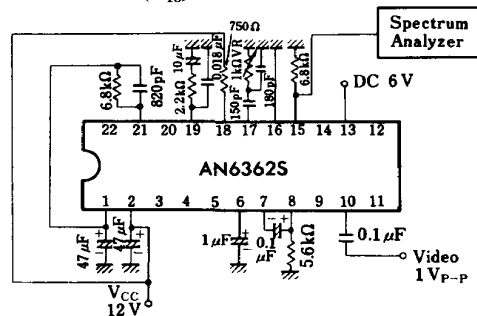 750Ω
Spectrum
Analyzer
DC 6V
6.8kΩ
820pF
10μF
2.2kΩ
0.018μF
1kΩVR
150pF
180pF
6.8kΩ
22 21 20 19 18 17 16 15 14 13 12
AN6362S
1 2 3 4 5 6 7 8 9 10 11
47μF
47μF
+
+
+
1μF
0.1
μF
5.6kΩ
0.1μF
Video
1VP-P
VCC
12V